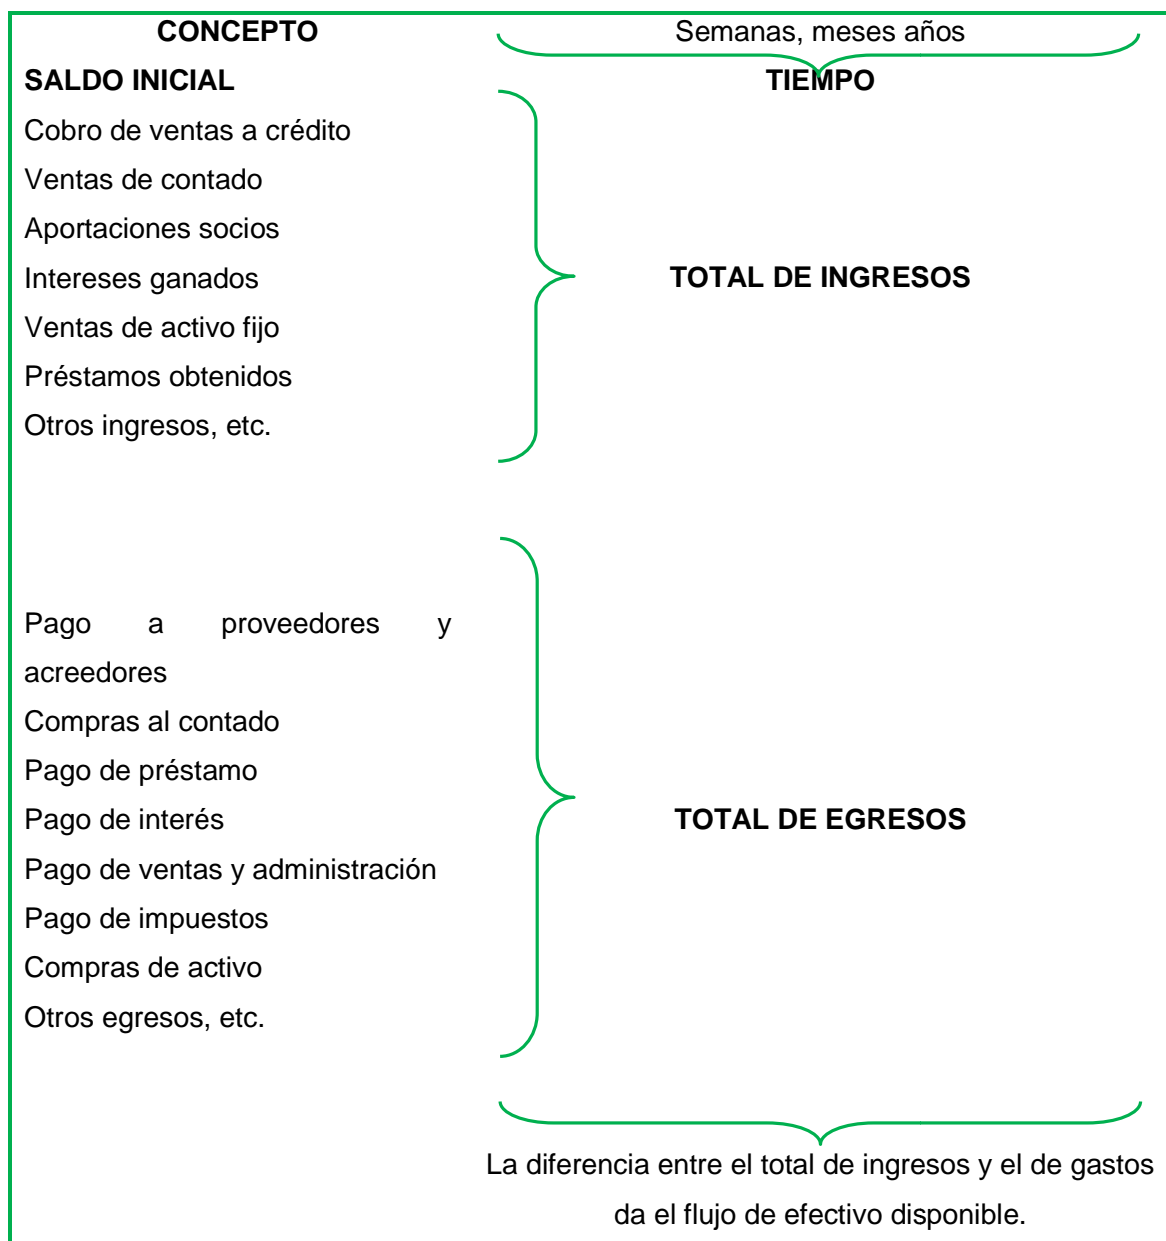 CONCEPTO
Semanas, meses años
SALDO INICIAL
TIEMPO
Cobro de ventas a crédito
Ventas de contado
Aportaciones socios
Intereses ganados
Ventas de activo fijo
Préstamos obtenidos
Otros ingresos, etc.
TOTAL DE INGRESOS
Pago a proveedores y
acreedores
Compras al contado
Pago de préstamo
Pago de interés
Pago de ventas y administración
Pago de impuestos
Compras de activo
Otros egresos, etc.
TOTAL DE EGRESOS
La diferencia entre el total de ingresos y el de gastos
da el flujo de efectivo disponible.